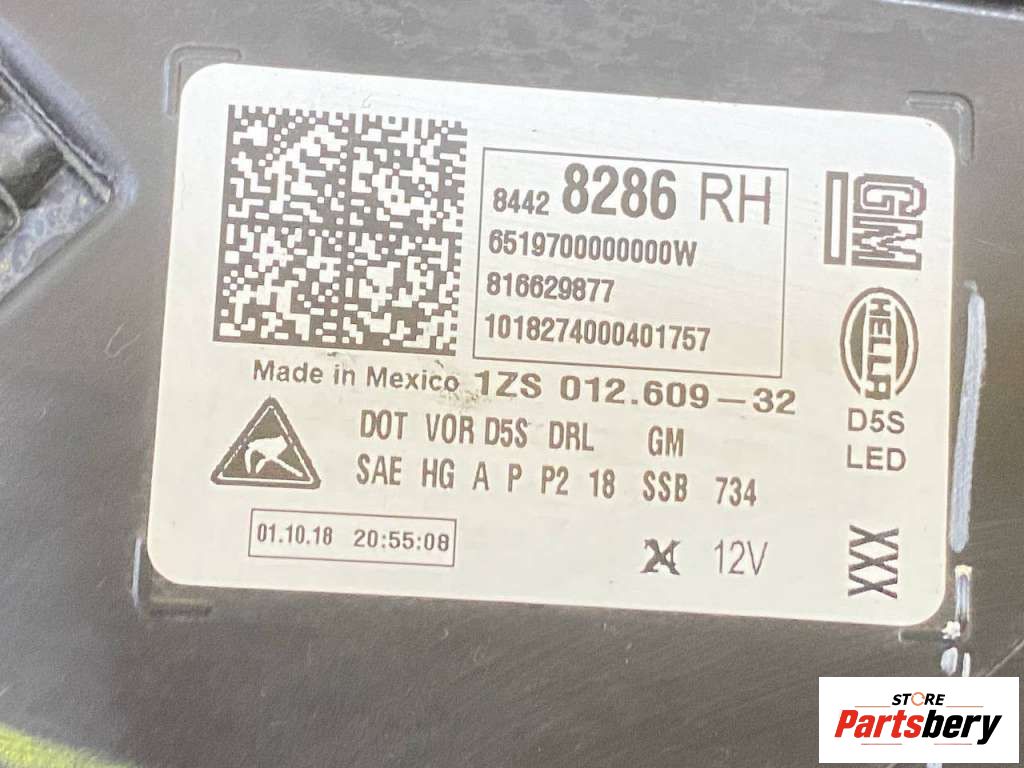 8442 8286 RH
6519700000000W
816629877
1018274000401757
GM
HELLA
D5S
LED
Made in Mexico 1ZS 012.609-32
DOT VOR D5S DRL GM
SAE HG A P P2 18 SSB 734
01.10.18 20:55:08
12V
XXX
STORE
Partsbery